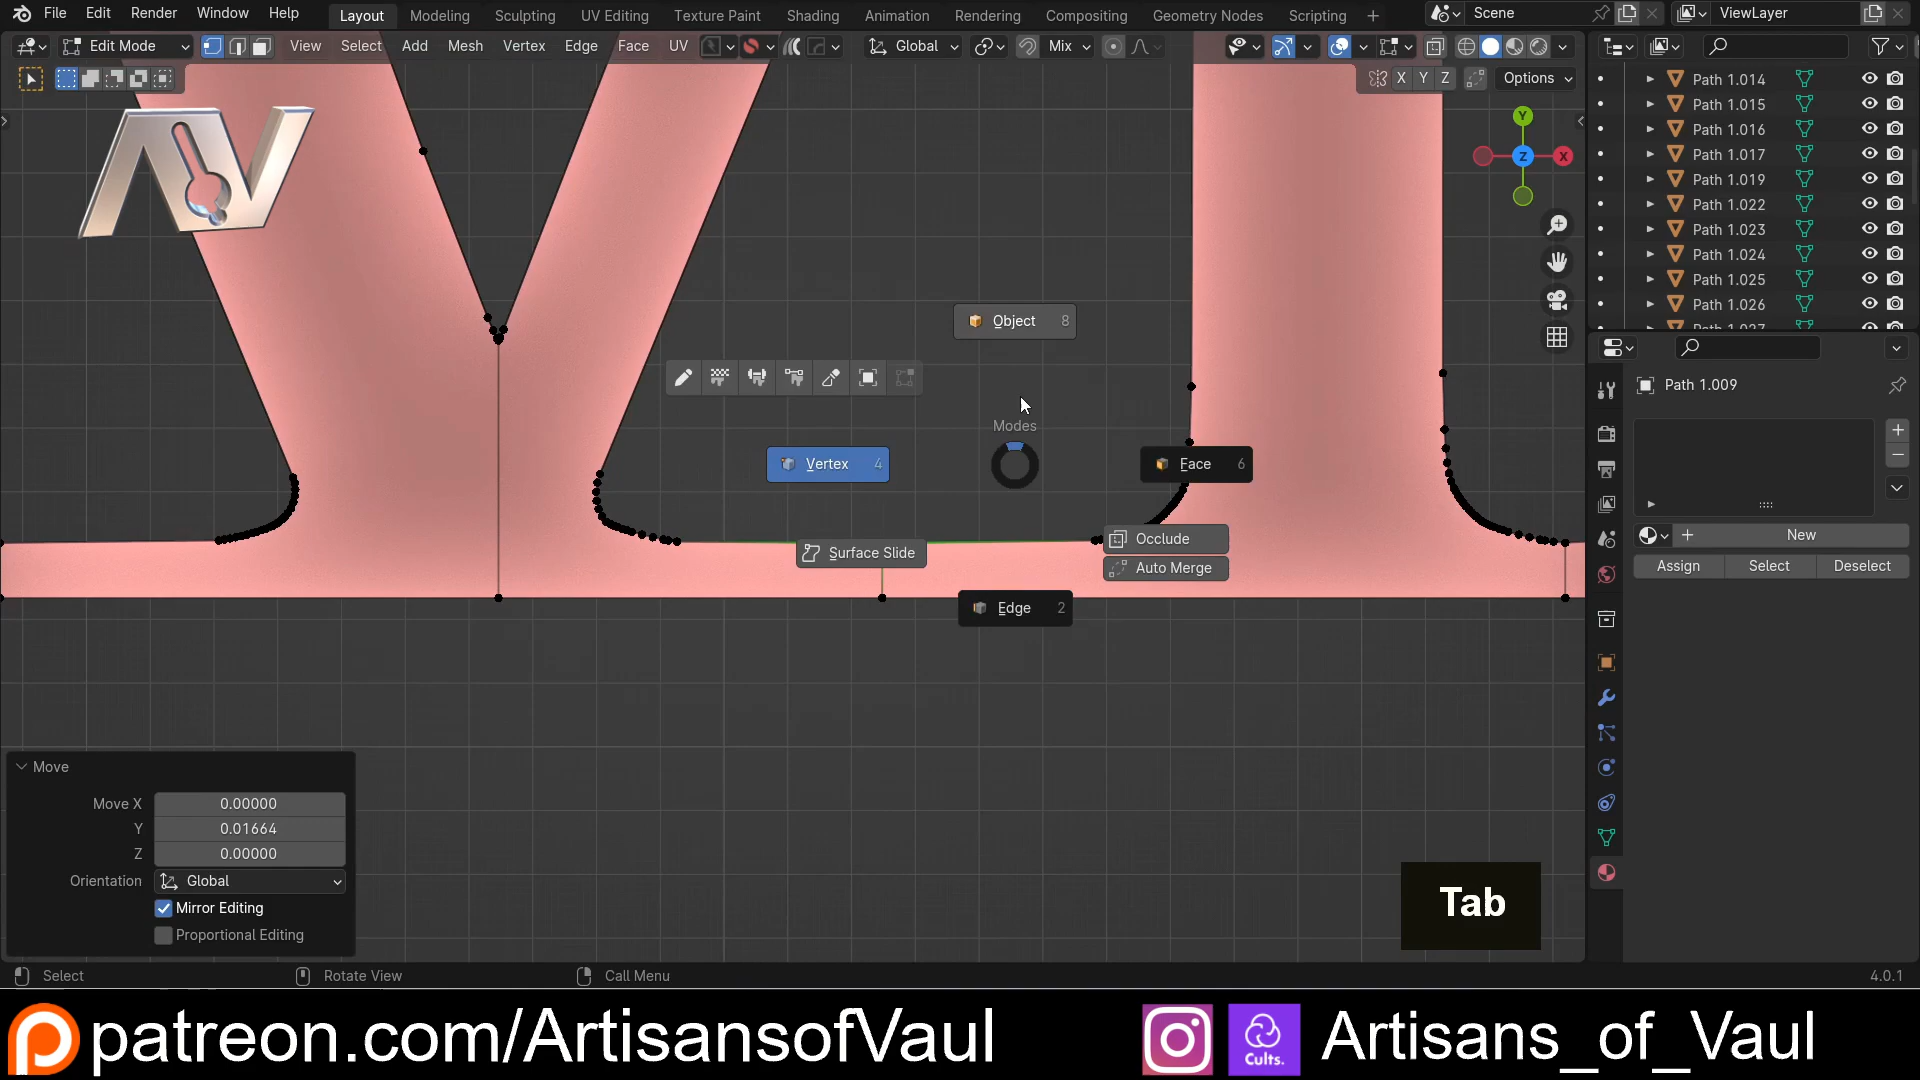 File Edit Render Window Help Layout Modeling Sculpting UV Editing Texture Paint Shading Animation Rendering Compositing Geometry Nodes Scripting + Scene ViewLayer
Edit Mode View Select Add Mesh Vertex Edge Face UV Global Mix
X Y Z Options
Path 1.014
Path 1.015
Path 1.016
Path 1.017
Path 1.019
Path 1.022
Path 1.023
Path 1.024
Path 1.025
Path 1.026
Path 1.027
Y
Z
X
AV
Object 8
Modes
Vertex 4
Face 6
Occlude
Surface Slide
Auto Merge
Edge 2
Path 1.009
New
Assign Select Deselect
Move
Move X 0.00000
Y 0.01664
Z 0.00000
Orientation Global
Mirror Editing
Proportional Editing
Tab
Select Rotate View Call Menu 4.0.1
patreon.com/ArtisansofVaul Cults. Artisans_of_Vaul